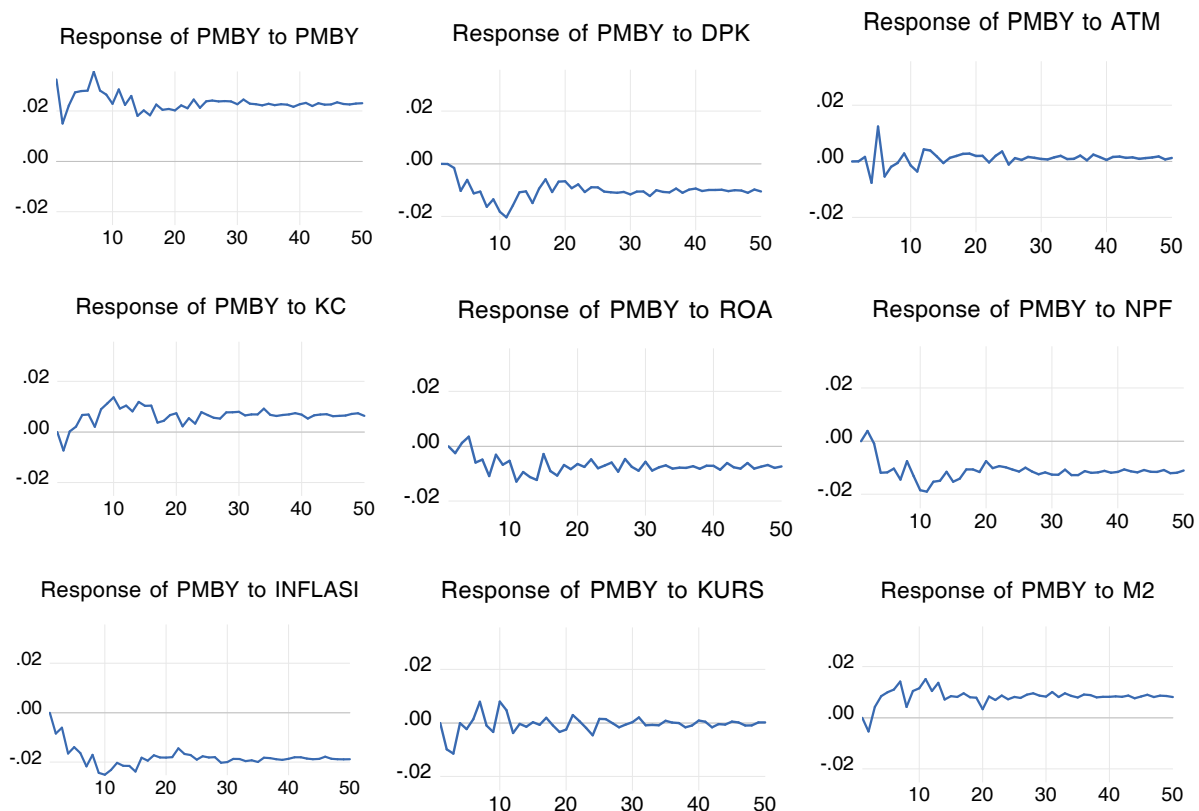 Response of PMBY to PMBY
.02
.00
-.02
10 20 30 40 50
Response of PMBY to DPK
.02
.00
-.02
10 20 30 40 50
Response of PMBY to ATM
.02
.00
-.02
10 20 30 40 50
Response of PMBY to KC
.02
.00
-.02
10 20 30 40 50
Response of PMBY to ROA
.02
.00
-.02
10 20 30 40 50
Response of PMBY to NPF
.02
.00
-.02
10 20 30 40 50
Response of PMBY to INFLASI
.02
.00
-.02
10 20 30 40 50
Response of PMBY to KURS
.02
.00
-.02
10 20 30 40 50
Response of PMBY to M2
.02
.00
-.02
10 20 30 40 50